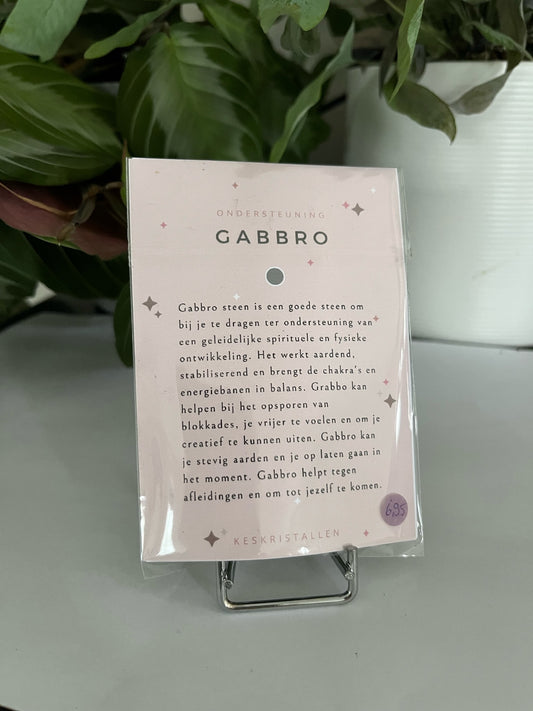 ONDERSTEUNING
GABBRO
Gabbro steen is een goede steen om
bij je te dragen ter ondersteuning van
een geleidelijke spirituele en fysieke
ontwikkeling. Het werkt aardend,
stabiliserend en brengt de chakra's en
energiebanen in balans. Grabbo kan
helpen bij het opsporen van
blokkades, je vrijer te voelen en om je
creatief te kunnen uiten. Gabbro kan
je stevig aarden en je op laten gaan in
het moment. Gabbro helpt tegen
afleidingen en om tot jezelf te komen.
6,95
KESKRISTALLEN